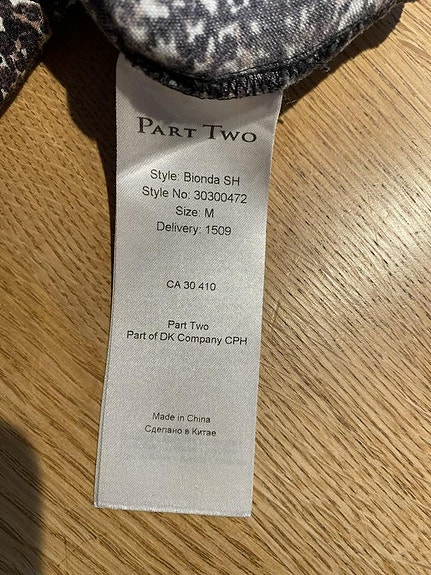 PART TWO
Style: Bionda SH
Style No: 30300472
Size: M
Delivery: 1509
CA 30 410
Part Two
Part of DK Company CPH
Made in China
Сделано в Китае